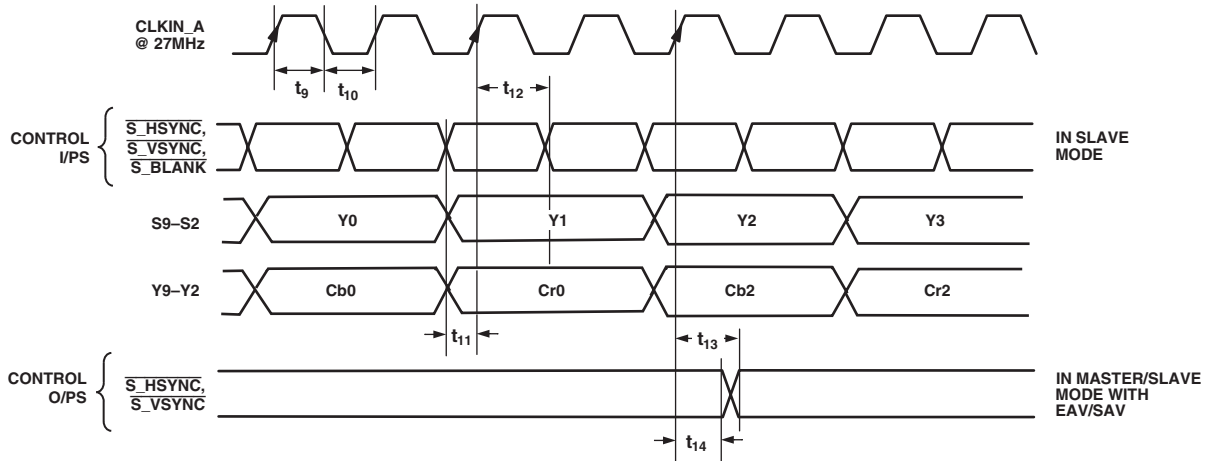 CLKIN_A
@ 27MHz
t9
t10
t12
CONTROL
I/PS
S_HSYNC,
S_VSYNC,
S_BLANK
IN SLAVE
MODE
S9–S2
Y0
Y1
Y2
Y3
Y9–Y2
Cb0
Cr0
Cb2
Cr2
t11
t13
CONTROL
O/PS
S_HSYNC,
S_VSYNC
IN MASTER/SLAVE
MODE WITH
EAV/SAV
t14